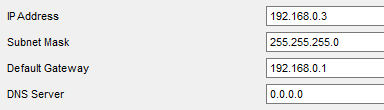 IP Address 192.168.0.3
Subnet Mask 255.255.255.0
Default Gateway 192.168.0.1
DNS Server 0.0.0.0